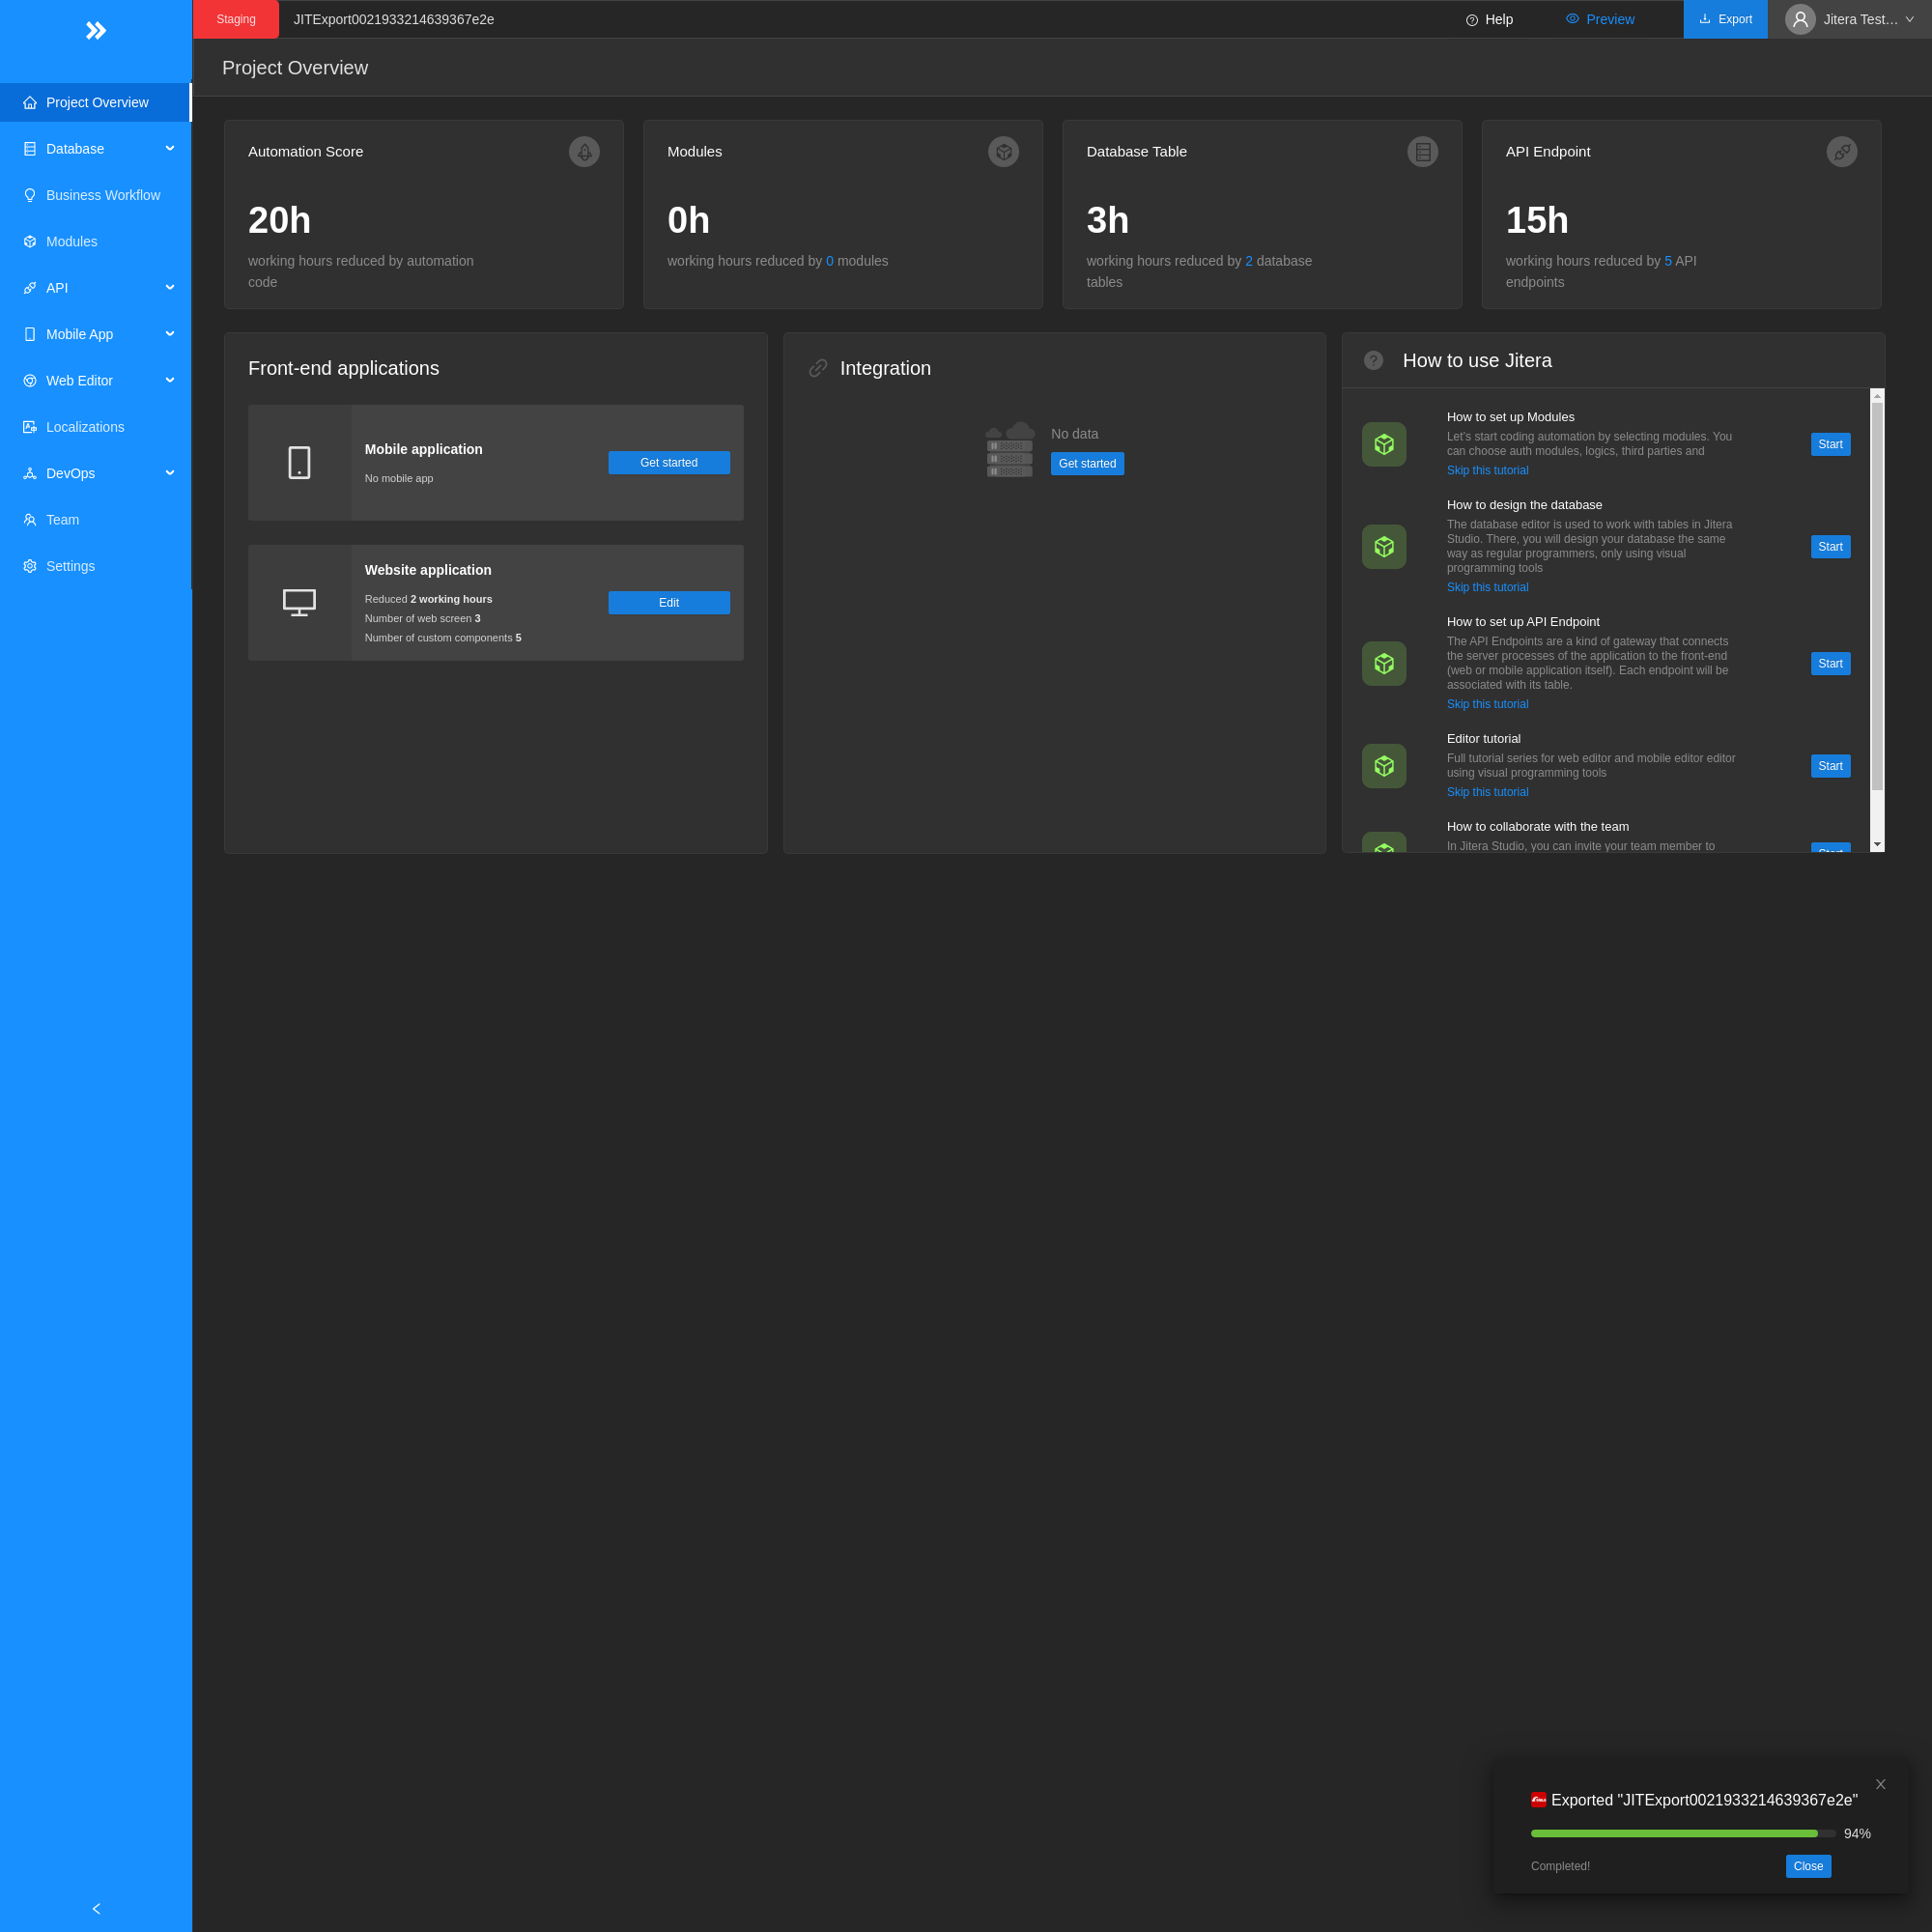 Staging
JITExport0021933214639367e2e
Help
Preview
Export
Jitera Test...
Project Overview
Database
Business Workflow
Modules
API
Mobile App
Web Editor
Localizations
DevOps
Team
Settings
Project Overview
Automation Score
20h
working hours reduced by automation
code
Modules
0h
working hours reduced by 0 modules
Database Table
3h
working hours reduced by 2 database
tables
API Endpoint
15h
working hours reduced by 5 API
endpoints
Front-end applications
Mobile application
No mobile app
Get started
Website application
Reduced 2 working hours
Number of web screen 3
Number of custom components 5
Edit
Integration
No data
Get started
How to use Jitera
How to set up Modules
Let's start coding automation by selecting modules. You
can choose auth modules, logics, third parties and
Skip this tutorial
Start
How to design the database
The database editor is used to work with tables in Jitera
Studio. There, you will design your database the same
way as regular programmers, only using visual
programming tools
Skip this tutorial
Start
How to set up API Endpoint
The API Endpoints are a kind of gateway that connects
the server processes of the application to the front-end
(web or mobile application itself). Each endpoint will be
associated with its table.
Skip this tutorial
Start
Editor tutorial
Full tutorial series for web editor and mobile editor editor
using visual programming tools
Skip this tutorial
Start
How to collaborate with the team
In Jitera Studio, you can invite your team member to
Start
Exported "JITExport0021933214639367e2e"
94%
Completed!
Close